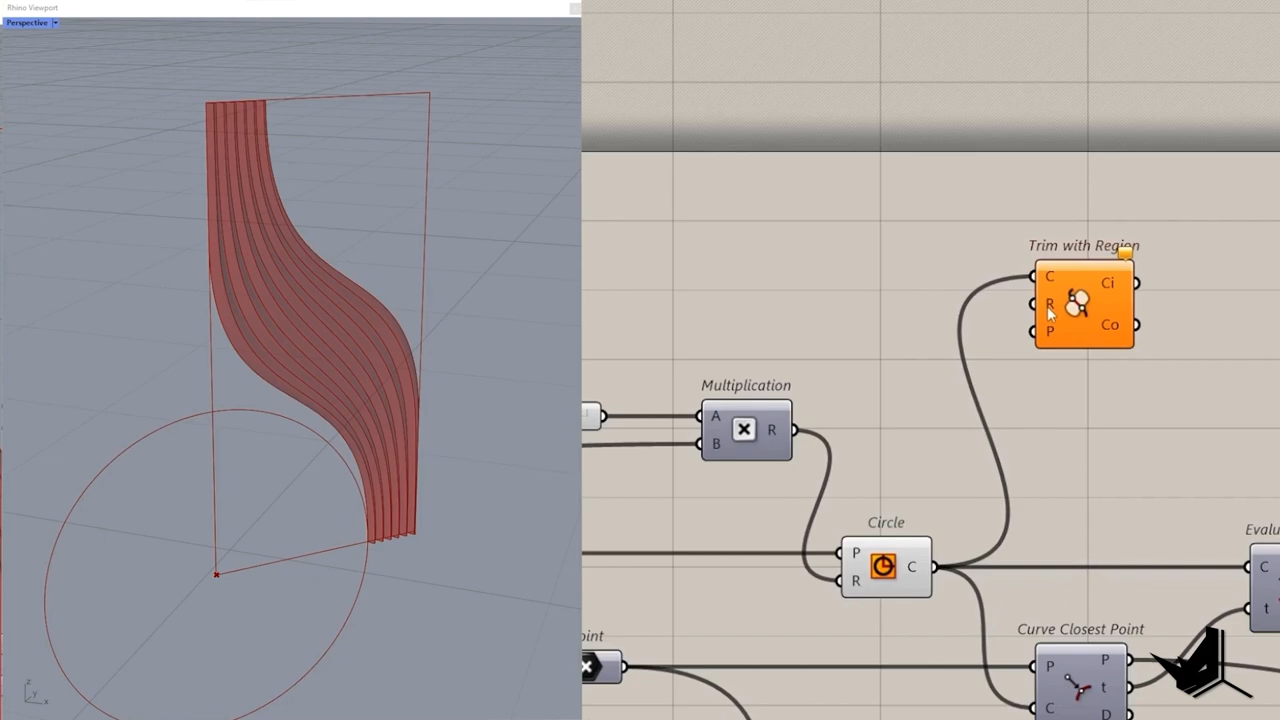 Rhino Viewport
Perspective
z
y
x
Trim with Region
C
R
P
Ci
Co
Multiplication
A
B
R
Circle
P
R
C
Evalu
C
t
oint
Curve Closest Point
P
C
P
t
D